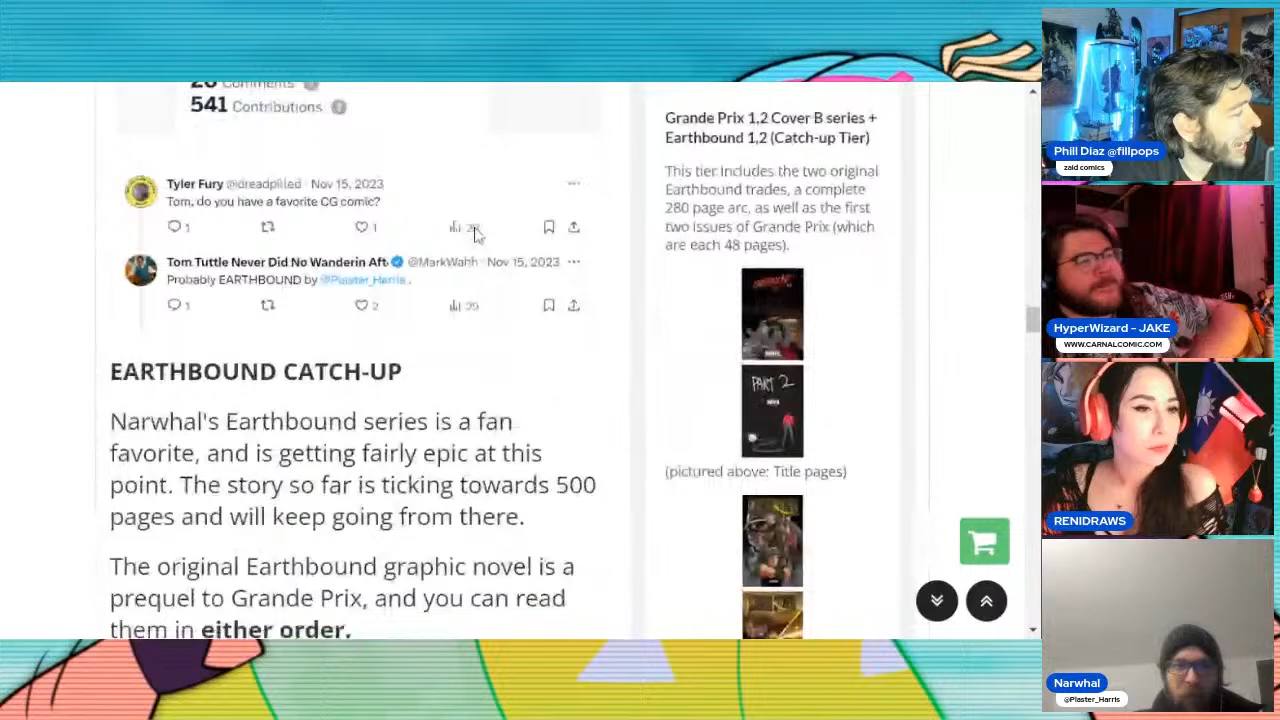 20 Comments
541 Contributions
Tyler Fury @dreadpilled · Nov 15, 2023
Tom, do you have a favorite CG comic?
1 1
Tom Tuttle Never Did No Wanderin Aft @MarkWahh · Nov 15, 2023
Probably EARTHBOUND by @Plaster_Harris.
1 2 29
EARTHBOUND CATCH-UP
Narwhal's Earthbound series is a fan
favorite, and is getting fairly epic at this
point. The story so far is ticking towards 500
pages and will keep going from there.
The original Earthbound graphic novel is a
prequel to Grande Prix, and you can read
them in either order.
Grande Prix 1,2 Cover B series +
Earthbound 1,2 (Catch-up Tier)
This tier includes the two original
Earthbound trades, a complete
280 page arc, as well as the first
two issues of Grande Prix (which
are each 48 pages).
PART 2
(pictured above: Title pages)
Phill Diaz @fillpops
zaid comics
HyperWizard - JAKE
WWW.CARNALCOMIC.COM
RENIDRAWS
Narwhal
@Plaster_Harris